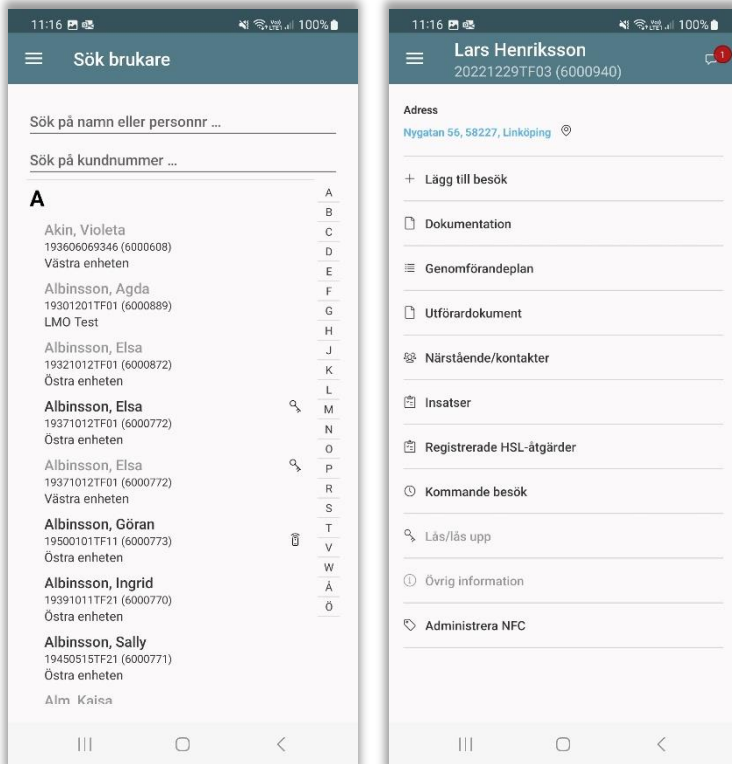 11:16 100%
Sök brukare
Sök på namn eller personnr ...
Sök på kundnummer ...
A
Akin, Violeta
193606069346 (6000608)
Västra enheten
Albinsson, Agda
19301201TF01 (6000889)
LMO Test
Albinsson, Elsa
19321012TF01 (6000872)
Östra enheten
Albinsson, Elsa
19371012TF01 (6000772)
Östra enheten
Albinsson, Elsa
19371012TF01 (6000772)
Västra enheten
Albinsson, Göran
19500101TF11 (6000773)
Östra enheten
Albinsson, Ingrid
19391011TF21 (6000770)
Östra enheten
Albinsson, Sally
19450515TF21 (6000771)
Östra enheten
Alm, Kaisa
A
B
C
D
E
F
G
H
J
K
L
M
N
O
P
R
S
T
V
W
Å
Ö
11:16 100%
Lars Henriksson
20221229TF03 (6000940)
1
Adress
Nygatan 56, 58227, Linköping
Lägg till besök
Dokumentation
Genomförandeplan
Utförardokument
Närstående/kontakter
Insatser
Registrerade HSL-åtgärder
Kommande besök
Lås/lås upp
Övrig information
Administrera NFC